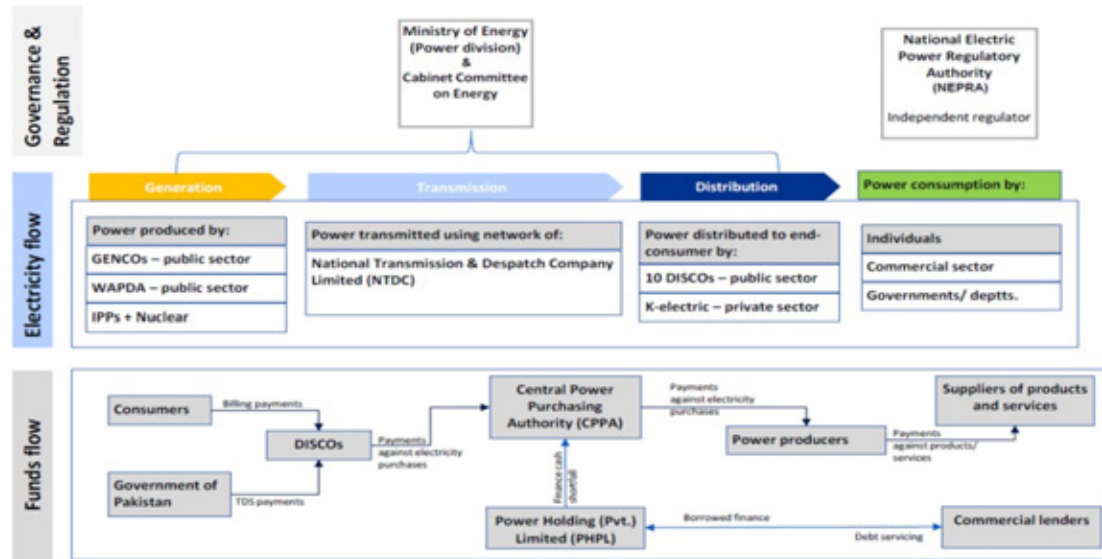 Governance &
Regulation
Ministry of Energy
(Power division)
&
Cabinet Committee
on Energy
National Electric
Power Regulatory
Authority
(NEPRA)
Independent regulator
Electricity flow
Generation
Transmission
Distribution
Power consumption by:
Power produced by:
GENCOs – public sector
WAPDA – public sector
IPPs + Nuclear
Power transmitted using network of:
National Transmission & Despatch Company
Limited (NTDC)
Power distributed to end-
consumer by:
10 DISCOs – public sector
K-electric – private sector
Individuals
Commercial sector
Governments/ deptts.
Funds flow
Consumers
Billing payments
DISCOs
Government of
Pakistan
TDS payments
Payments
against electricity
purchases
Central Power
Purchasing
Authority (CPPA)
Payments
against electricity
purchases
Power producers
Payments
against products/
services
Suppliers of products
and services
Finance cash
shortfall
Power Holding (Pvt.)
Limited (PHPL)
Borrowed finance
Debt servicing
Commercial lenders